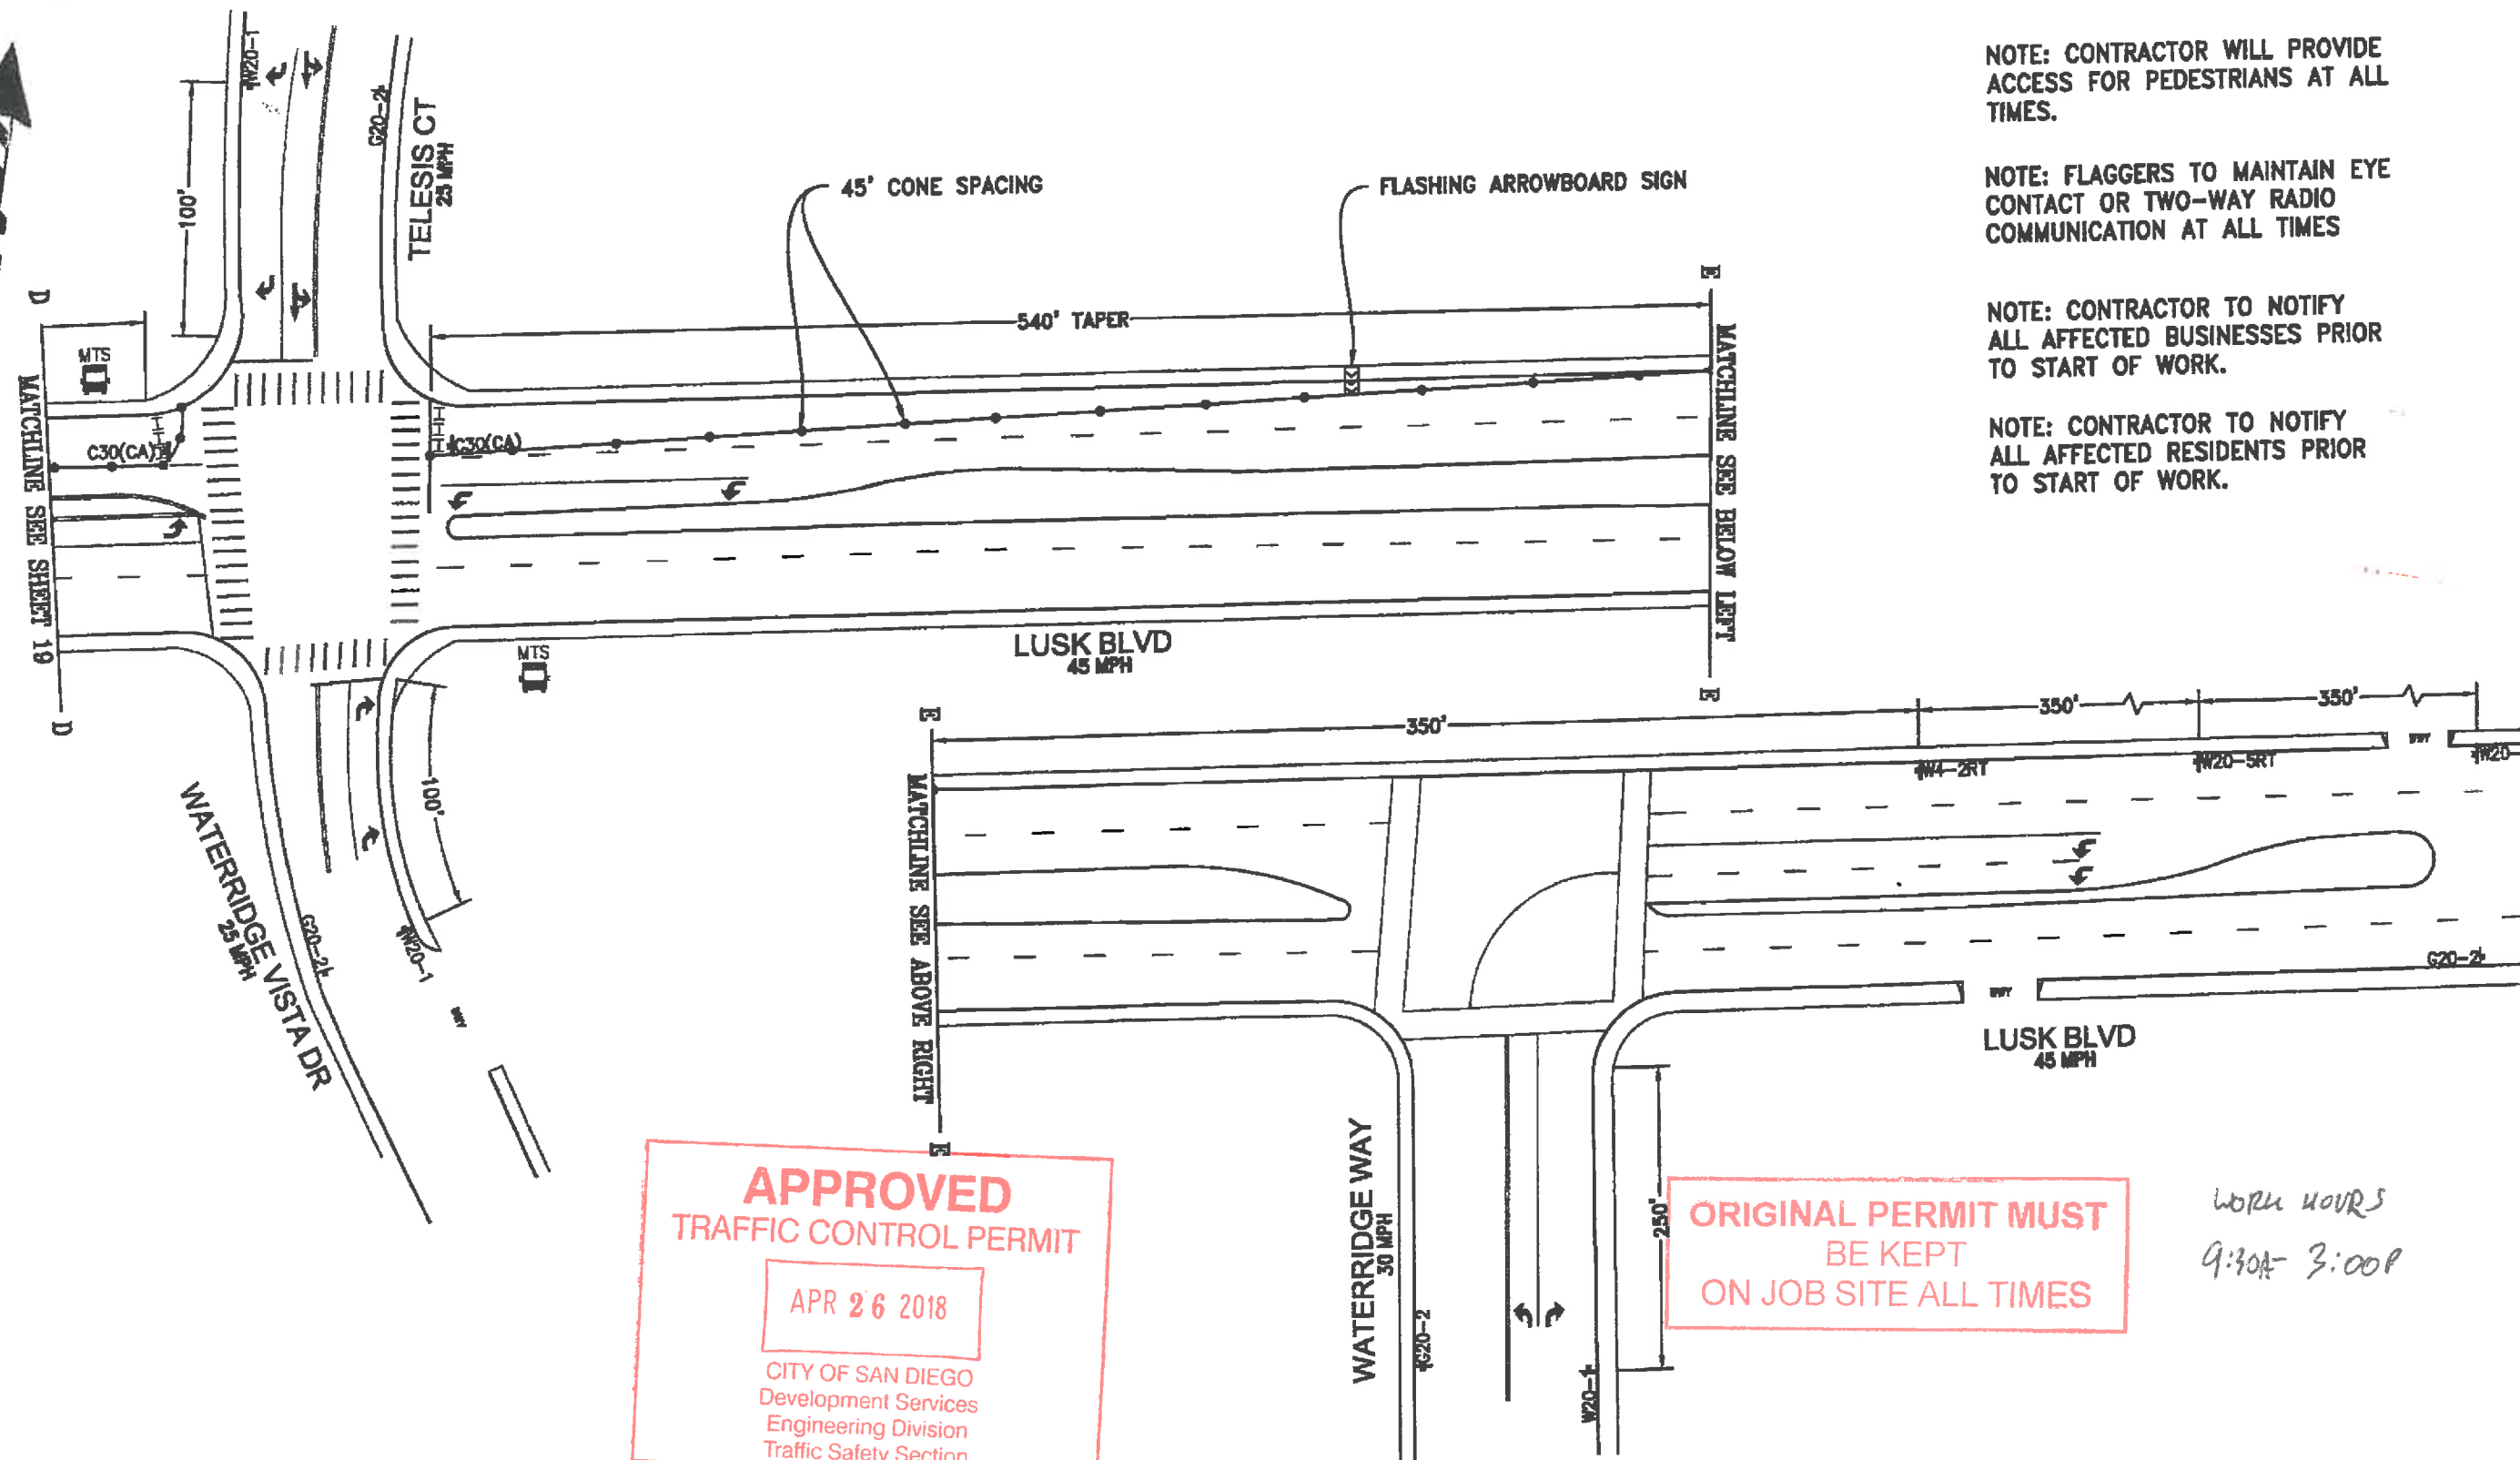 NOTE: CONTRACTOR WILL PROVIDE
ACCESS FOR PEDESTRIANS AT ALL
TIMES.
NOTE: FLAGGERS TO MAINTAIN EYE
CONTACT OR TWO-WAY RADIO
COMMUNICATION AT ALL TIMES
NOTE: CONTRACTOR TO NOTIFY
ALL AFFECTED BUSINESSES PRIOR
TO START OF WORK.
NOTE: CONTRACTOR TO NOTIFY
ALL AFFECTED RESIDENTS PRIOR
TO START OF WORK.
W20-1
G20-2
TELESIS CT
25 MPH
100'
45' CONE SPACING
FLASHING ARROWBOARD SIGN
540' TAPER
D
MTS
MATCHLINE SEE SHEET 19
D
C30(CA)
C30(CA)
E
MATCHLINE SEE BELOW LEFT
E
LUSK BLVD
45 MPH
MTS
100'
WATERRIDGE VISTA DR
25 MPH
G20-2
W20-1
E
MATCHLINE SEE ABOVE RIGHT
E
350'
350'
350'
W4-2RT
W20-5RT
W20-
G20-2
LUSK BLVD
45 MPH
WATERRIDGE WAY
30 MPH
G20-2
W20-1
250'
APPROVED
TRAFFIC CONTROL PERMIT
APR 26 2018
CITY OF SAN DIEGO
Development Services
Engineering Division
Traffic Safety Section
ORIGINAL PERMIT MUST
BE KEPT
ON JOB SITE ALL TIMES
WORK HOURS
9:30A- 3:00P